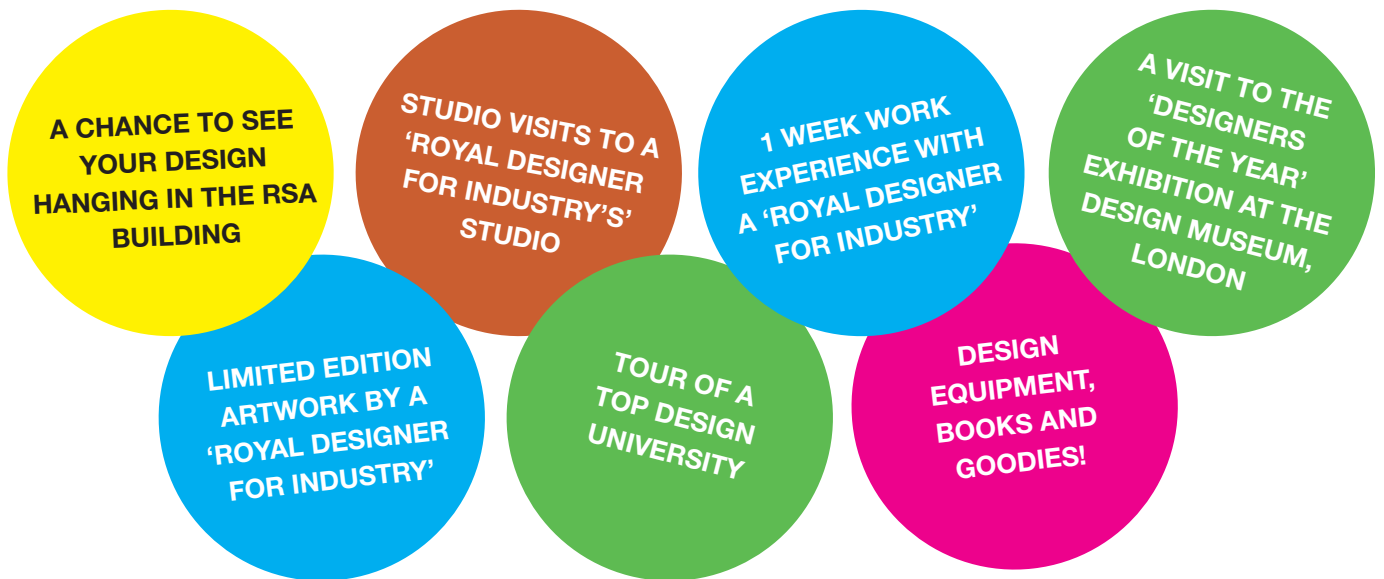 A CHANCE TO SEE
YOUR DESIGN
HANGING IN THE RSA
BUILDING
STUDIO VISITS TO A
‘ROYAL DESIGNER
FOR INDUSTRY’S’
STUDIO
1 WEEK WORK
EXPERIENCE WITH
A ‘ROYAL DESIGNER
FOR INDUSTRY’
A VISIT TO THE
‘DESIGNERS
OF THE YEAR’
EXHIBITION AT THE
DESIGN MUSEUM,
LONDON
LIMITED EDITION
ARTWORK BY A
‘ROYAL DESIGNER
FOR INDUSTRY’
TOUR OF A
TOP DESIGN
UNIVERSITY
DESIGN
EQUIPMENT,
BOOKS AND
GOODIES!